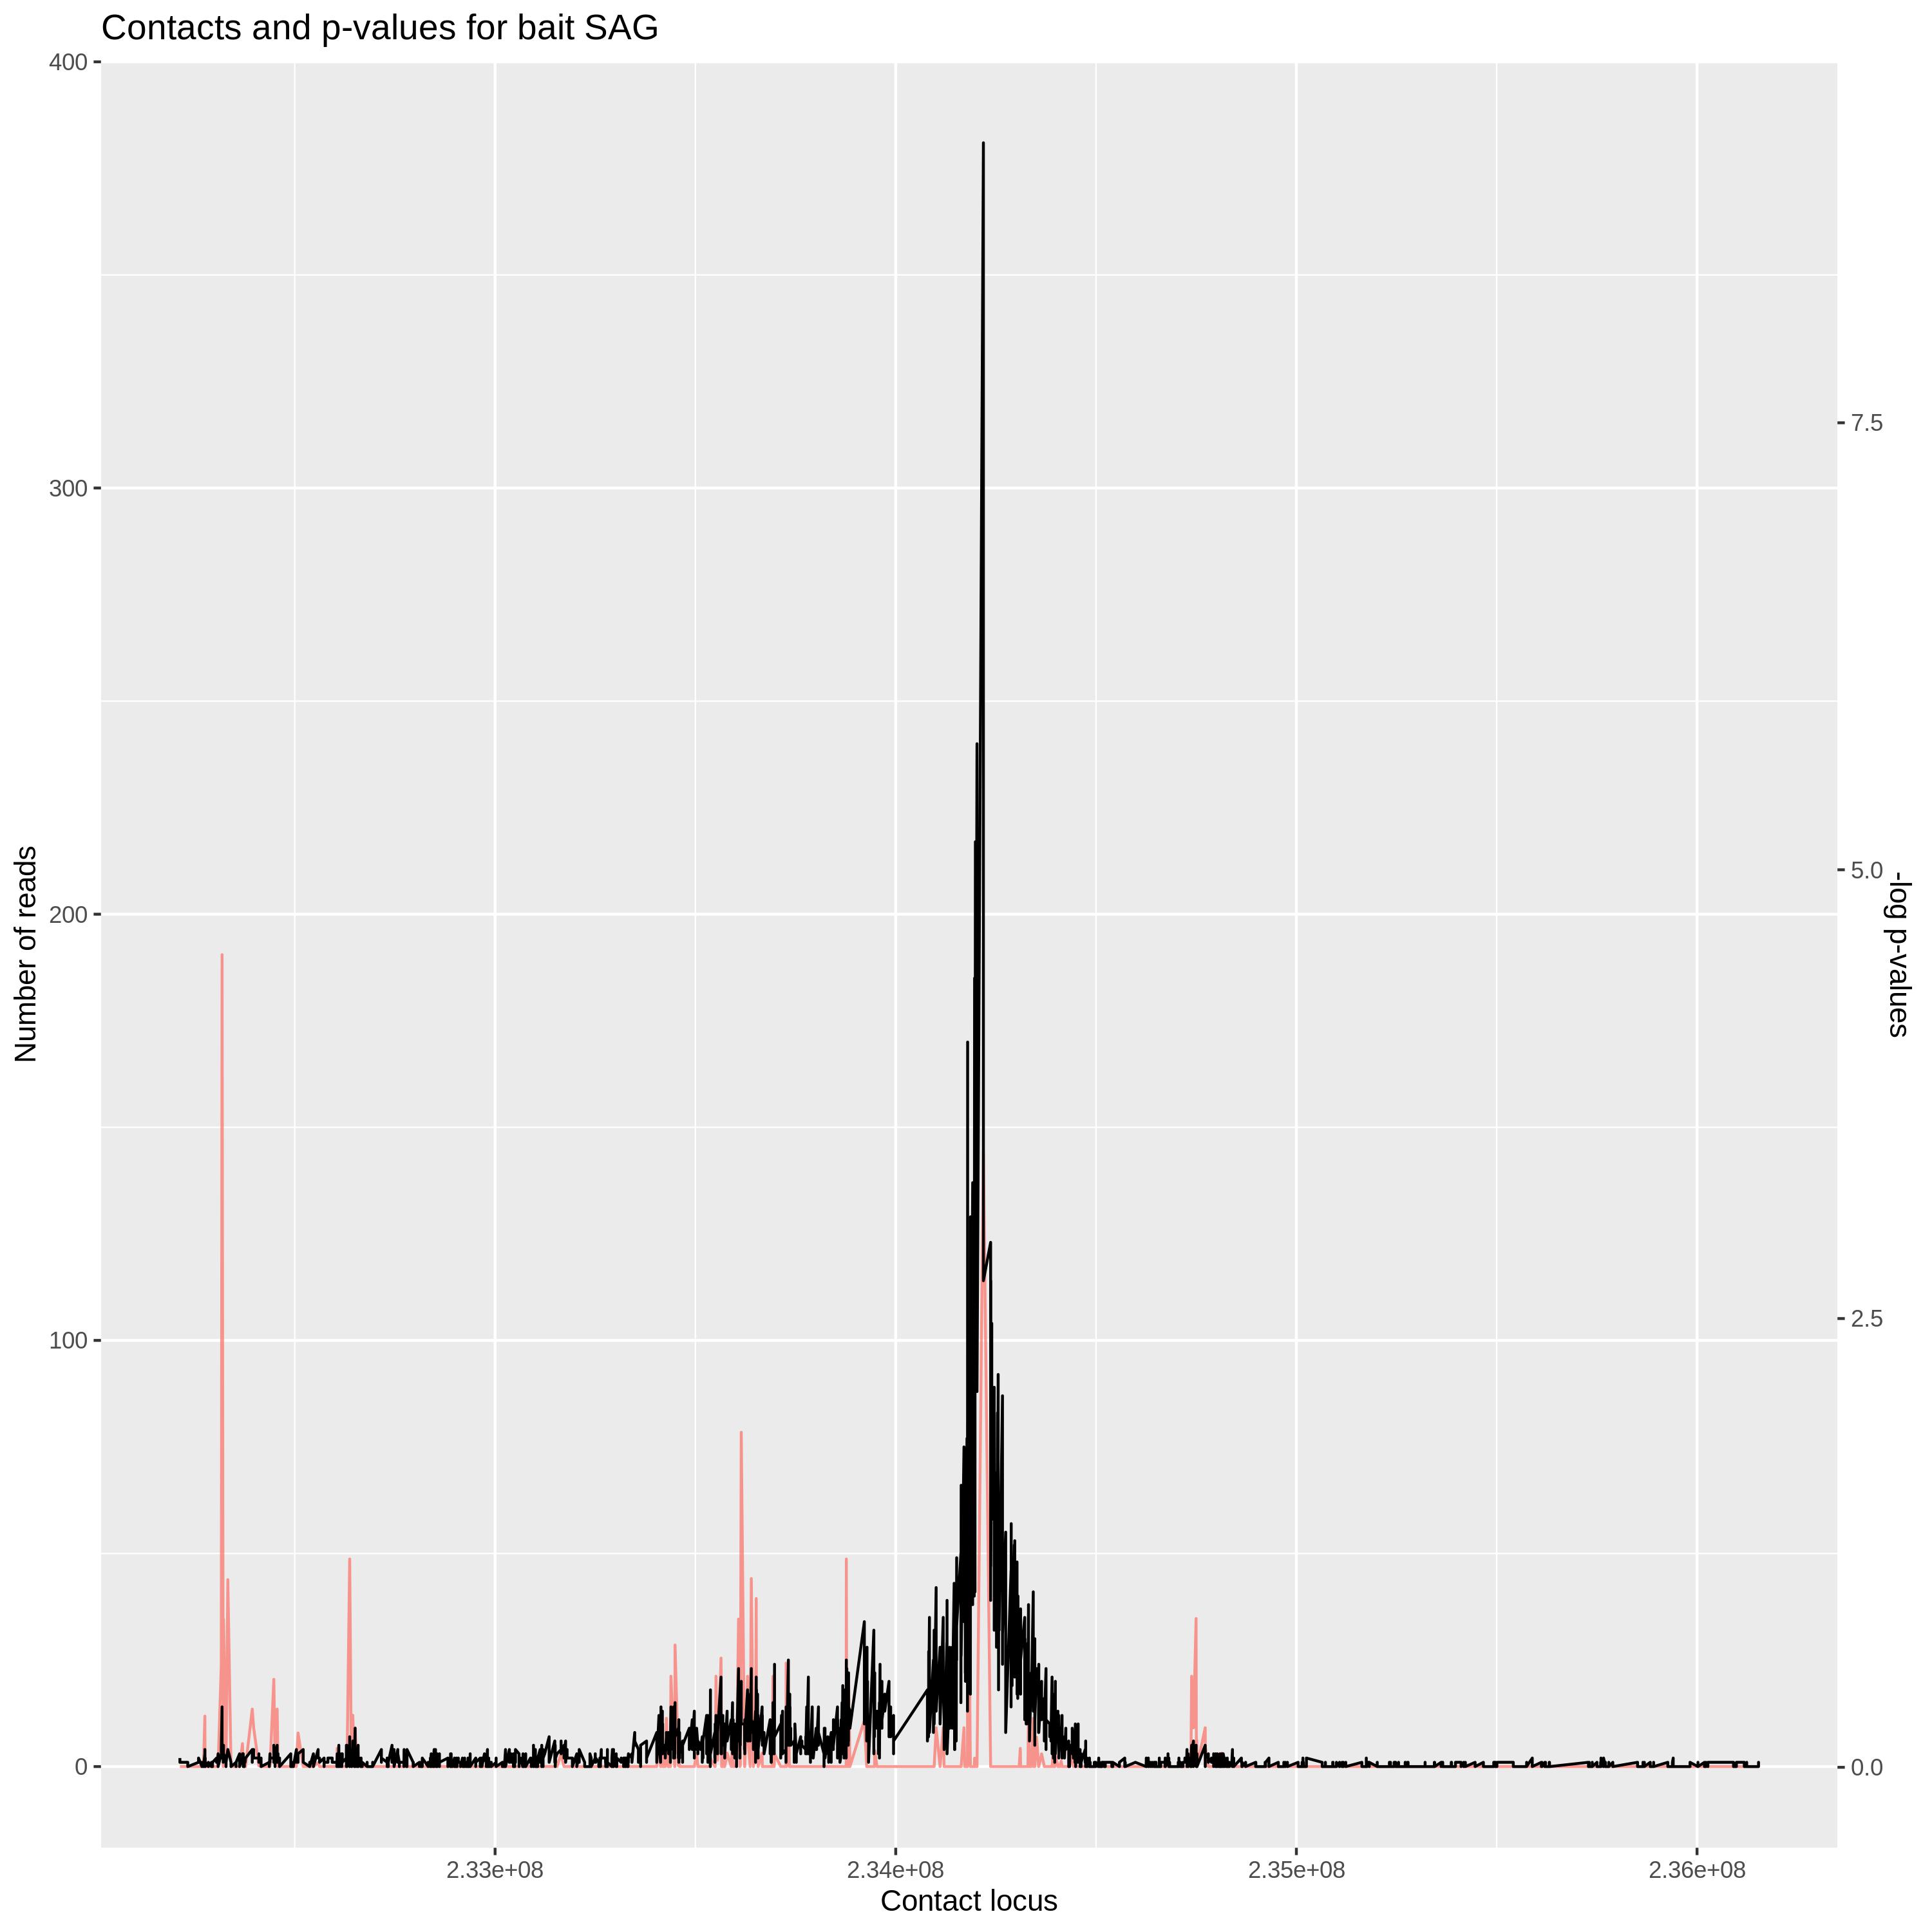 Contacts and p-values for bait SAG
400
300
200
100
0
Number of reads
7.5
5.0
2.5
0.0
-log p-values
2.33e+08
2.34e+08
2.35e+08
2.36e+08
Contact locus